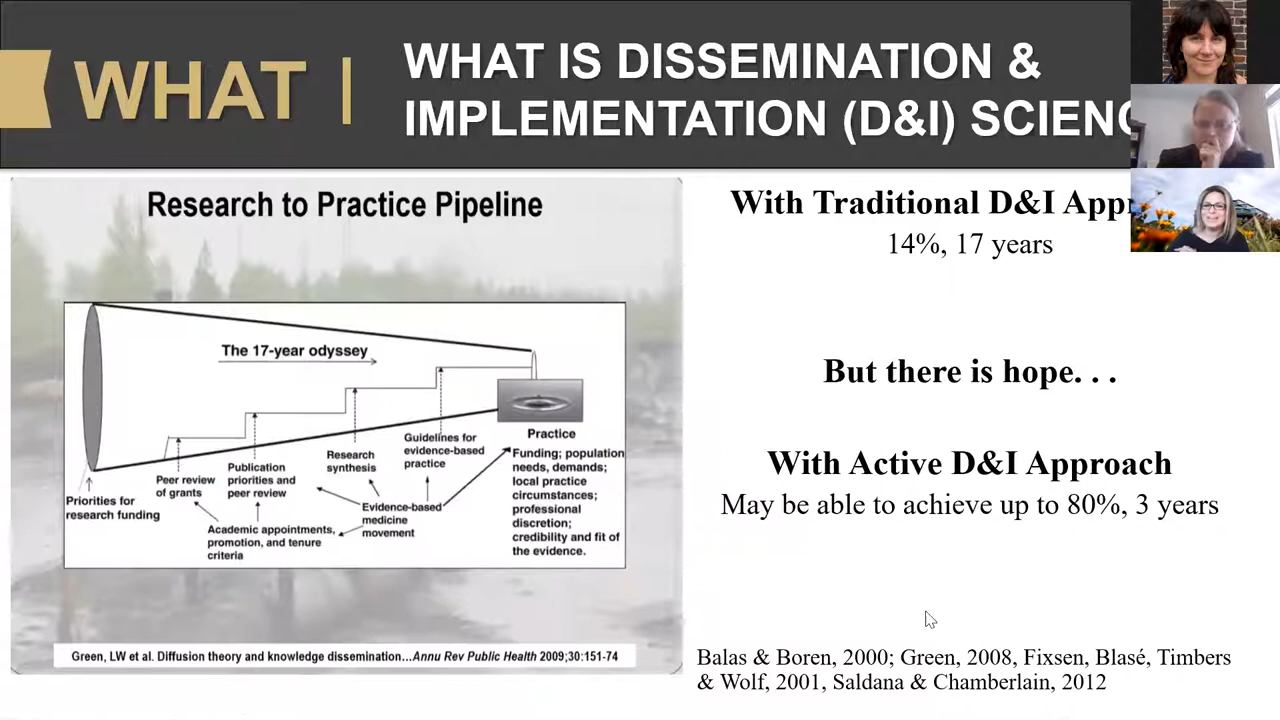 WHAT
WHAT IS DISSEMINATION &
IMPLEMENTATION (D&I) SCIENC
Research to Practice Pipeline
The 17-year odyssey
Priorities for
research funding
Peer review
of grants
Publication
priorities and
peer review
Research
synthesis
Guidelines for
evidence-based
practice
Academic appointments,
promotion, and tenure
criteria
Evidence-based
medicine
movement
Practice
Funding; population
needs, demands;
local practice
circumstances;
professional
discretion;
credibility and fit of
the evidence.
Green, LW et al. Diffusion theory and knowledge dissemination...Annu Rev Public Health 2009;30:151-74
With Traditional D&I Appr
14%, 17 years
But there is hope. . .
With Active D&I Approach
May be able to achieve up to 80%, 3 years
Balas & Boren, 2000; Green, 2008, Fixsen, Blasé, Timbers
& Wolf, 2001, Saldana & Chamberlain, 2012